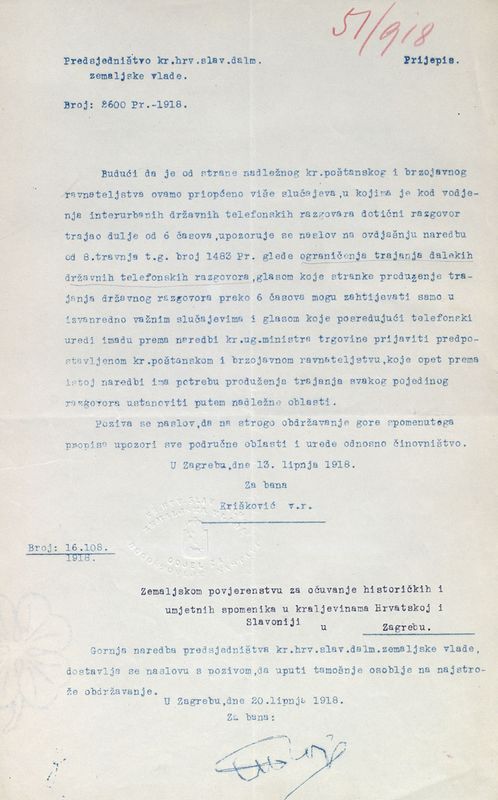 51/918
Predsjedništvo kr.hrv.slav.dalm.
zemaljske vlade.
Prijepis.
Broj: 2600 Pr.-1918.
Budući da je od strane nadležnog kr.poštanskog i brzojavnog
ravnateljstva ovamo priopćeno više slučajeva,u kojima je kod vodje-
nja interurbanih državnih telefonskih razgovara dotični razgovor
trajao dulje od 6 časova,upozoruje se naslov na ovdjašnju naredbu
od 8.travnja t.g. broj 1483 Pr. glede ograničenja trajanja dalekih
državnih telefonskih razgovora,glasom koje stranke produženje tra-
janja državnog razgovora preko 6 časova mogu zahtijevati samo u
izvanredno važnim slučajevima i glasom koje posredujući telefonski
uredi imadu prema naredbi kr.ug.ministra trgovine prijaviti predpo-
stavljenom kr.poštanskom i brzojavnom ravnateljstvu,koje opet prema
istoj naredbi ima potrebu produženja trajanja svakog pojedinog
razgovora ustanoviti putem nadležne oblasti.
Poziva se naslov,da na strogo obdržavanje gore spomenutega
propisa upozori sve područne oblasti i urede odnosno činovništvo.
U Zagrebu,dne 13. lipnja 1918.
Za bana
Krišković v.r.
Broj: 16.108.
1918.
Zemaljskom povjerenstvu za očuvanje historičkih i
umjetnih spomenika u kraljevinama Hrvatskoj i
Slavoniji
u Zagrebu.
Gornja naredba predsjedništva kr.hrv.slav.dalm.zemaljske vlade,
dostavlja se naslovu s pozivom,da uputi tamošnje osoblje na najstro-
že obdržavanje.
U Zagrebu,dne 20.lipnja 1918.
Za bana: